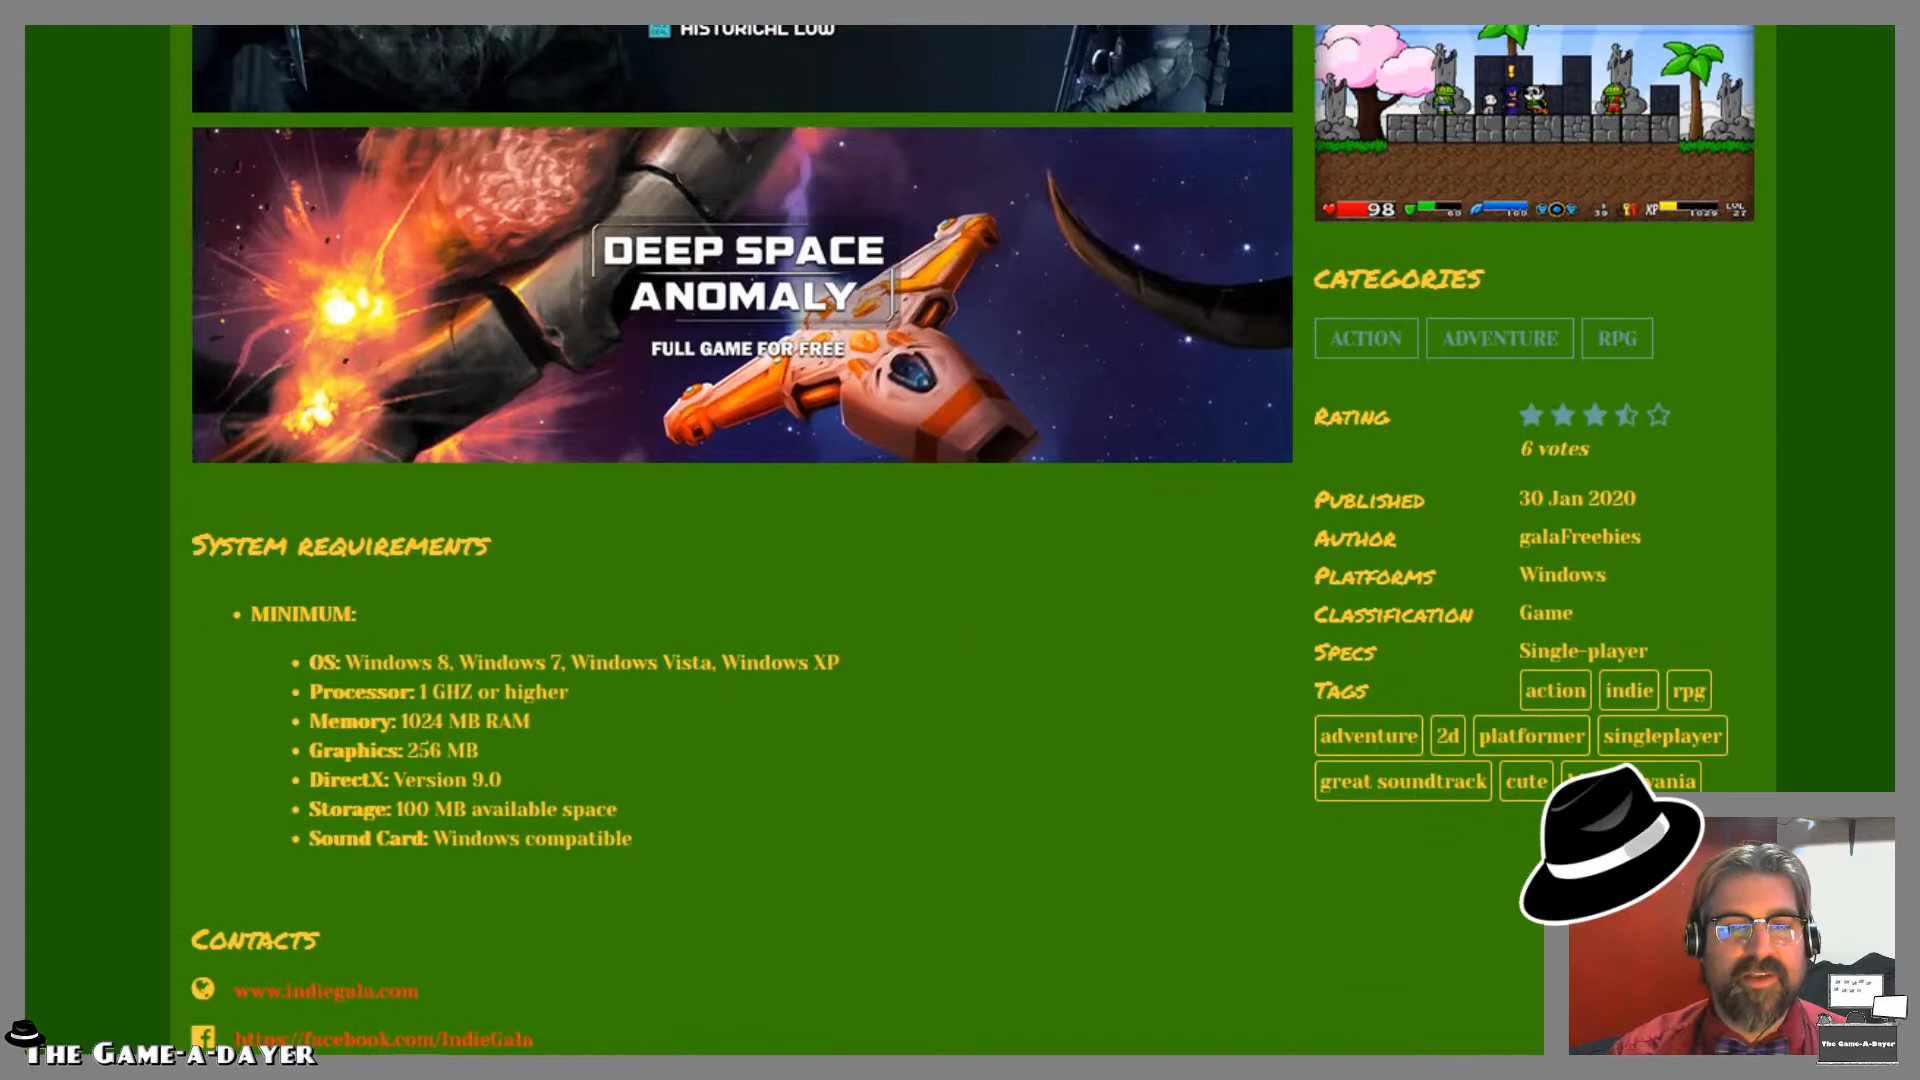 HISTORICAL LOW
DEEP SPACE
ANOMALY
FULL GAME FOR FREE
System requirements
MINIMUM:
OS: Windows 8, Windows 7, Windows Vista, Windows XP
Processor: 1 GHZ or higher
Memory: 1024 MB RAM
Graphics: 256 MB
DirectX: Version 9.0
Storage: 100 MB available space
Sound Card: Windows compatible
Contacts
www.indiegala.com
https://facebook.com/IndieGala
98
XP
LVL
CATEGORIES
ACTION ADVENTURE RPG
Rating
6 votes
Published 30 Jan 2020
Author galaFreebies
Platforms Windows
Classification Game
Specs Single-player
Tags action indie rpg
adventure 2d platformer singleplayer
great soundtrack cute
The Game-A-Dayer
The Game-A-Dayer